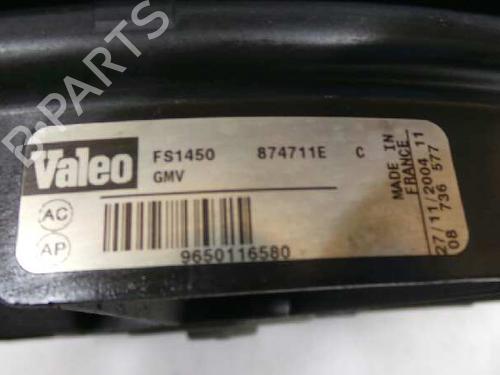 B-PARTS
Valeo
FS1450 874711E C
GMV
AC
AP
9650116580
MADE IN
FRANCE
27/11/2004 11
08 736 577